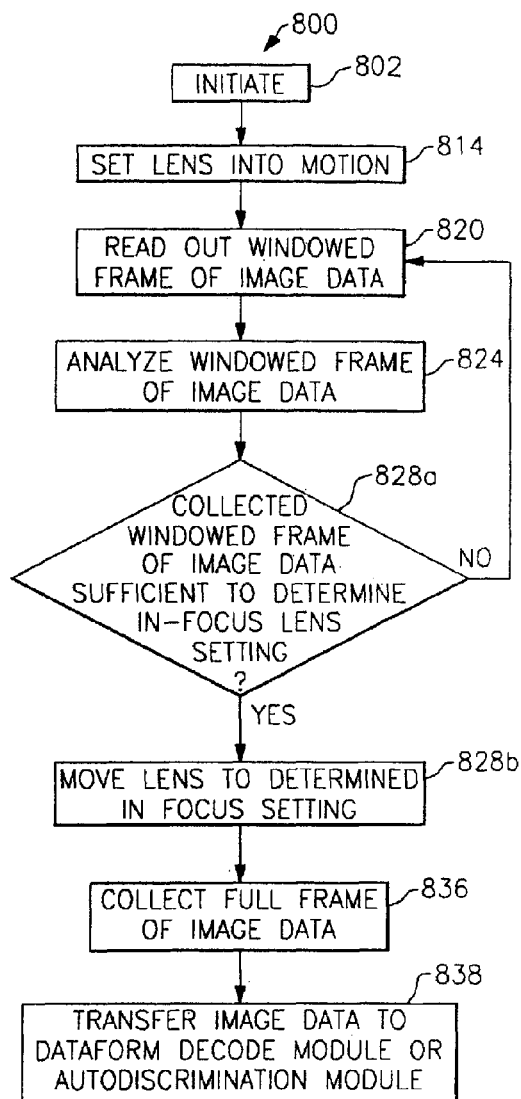 800
INITIATE
802
SET LENS INTO MOTION
814
READ OUT WINDOWED
FRAME OF IMAGE DATA
820
ANALYZE WINDOWED FRAME
OF IMAGE DATA
824
COLLECTED
WINDOWED FRAME
OF IMAGE DATA
SUFFICIENT TO DETERMINE
IN-FOCUS LENS
SETTING
?
828a
NO
YES
MOVE LENS TO DETERMINED
IN FOCUS SETTING
828b
COLLECT FULL FRAME
OF IMAGE DATA
836
TRANSFER IMAGE DATA TO
DATAFORM DECODE MODULE OR
AUTODISCRIMINATION MODULE
838